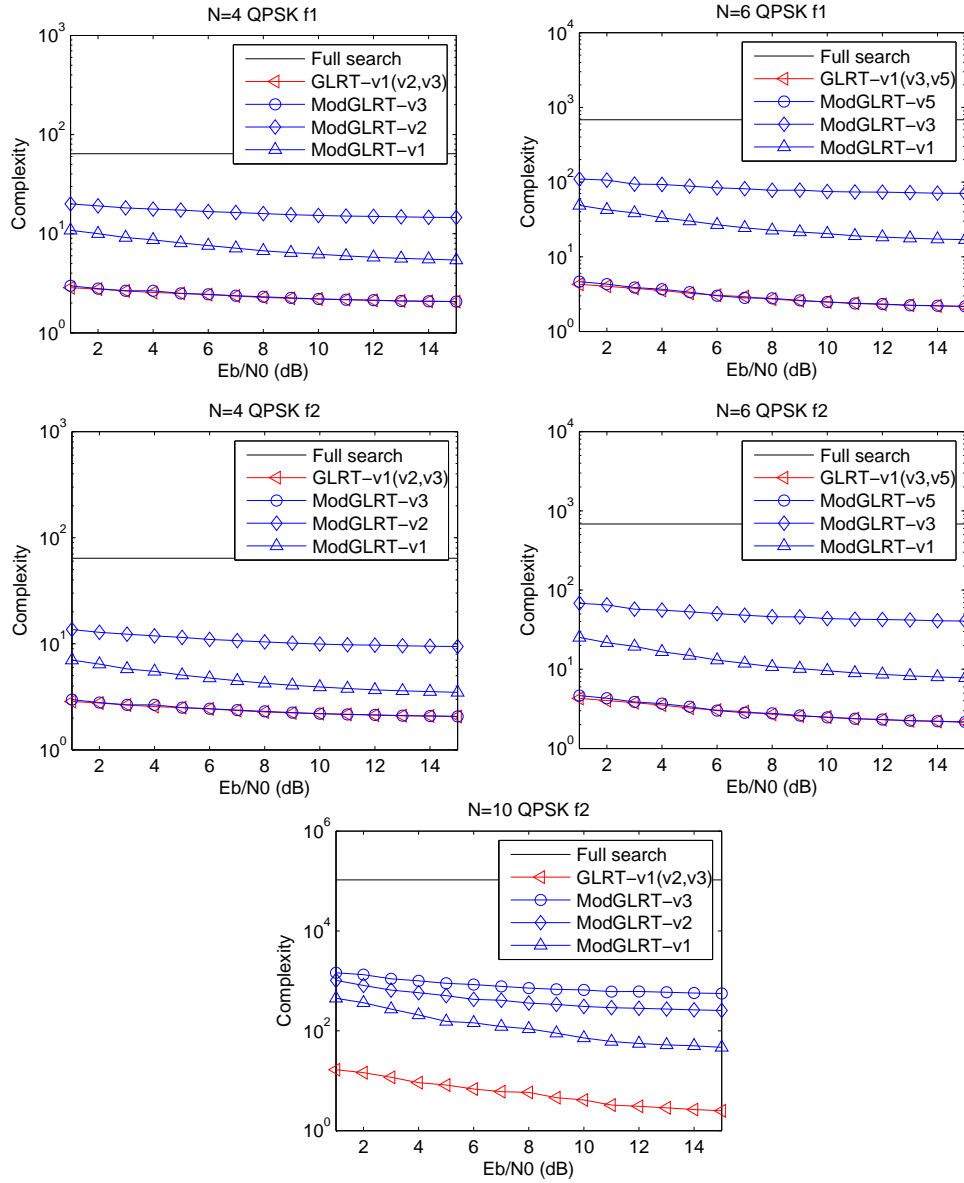 N=4 QPSK f1
10^3
10^2
10^1
10^0
Complexity
Full search
GLRT−v1(v2,v3)
ModGLRT−v3
ModGLRT−v2
ModGLRT−v1
2 4 6 8 10 12 14
Eb/N0 (dB)
N=6 QPSK f1
10^4
10^3
10^2
10^1
10^0
Complexity
Full search
GLRT−v1(v3,v5)
ModGLRT−v5
ModGLRT−v3
ModGLRT−v1
2 4 6 8 10 12 14
Eb/N0 (dB)
N=4 QPSK f2
10^3
10^2
10^1
10^0
Complexity
Full search
GLRT−v1(v2,v3)
ModGLRT−v3
ModGLRT−v2
ModGLRT−v1
2 4 6 8 10 12 14
Eb/N0 (dB)
N=6 QPSK f2
10^4
10^3
10^2
10^1
10^0
Complexity
Full search
GLRT−v1(v3,v5)
ModGLRT−v5
ModGLRT−v3
ModGLRT−v1
2 4 6 8 10 12 14
Eb/N0 (dB)
N=10 QPSK f2
10^6
10^4
10^2
10^0
Complexity
Full search
GLRT−v1(v2,v3)
ModGLRT−v3
ModGLRT−v2
ModGLRT−v1
2 4 6 8 10 12 14
Eb/N0 (dB)